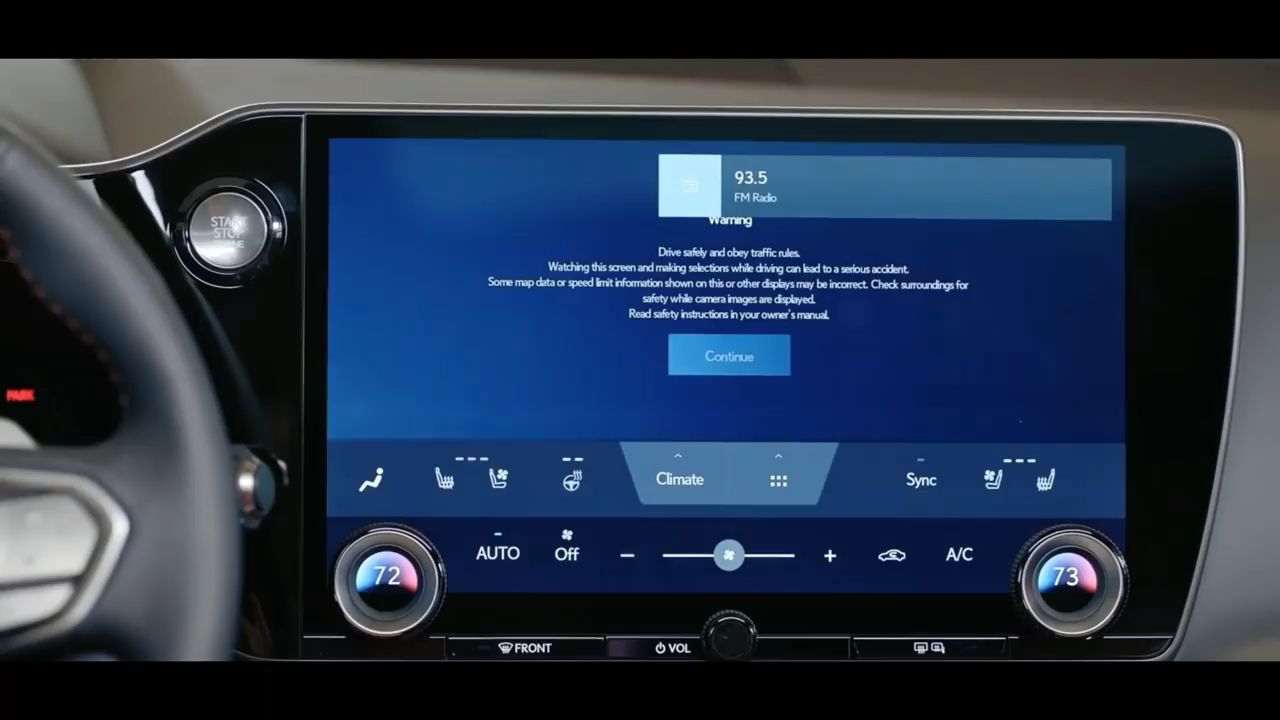 START
STOP
ENGINE
93.5
FM Radio
Warning
Drive safely and obey traffic rules.
Watching this screen and making selections while driving can lead to a serious accident.
Some map data or speed limit information shown on this or other displays may be incorrect. Check surroundings for
safety while camera images are displayed.
Read safety instructions in your owner's manual.
Continue
PARK
Climate
Sync
AUTO
Off
A/C
72
73
FRONT
VOL